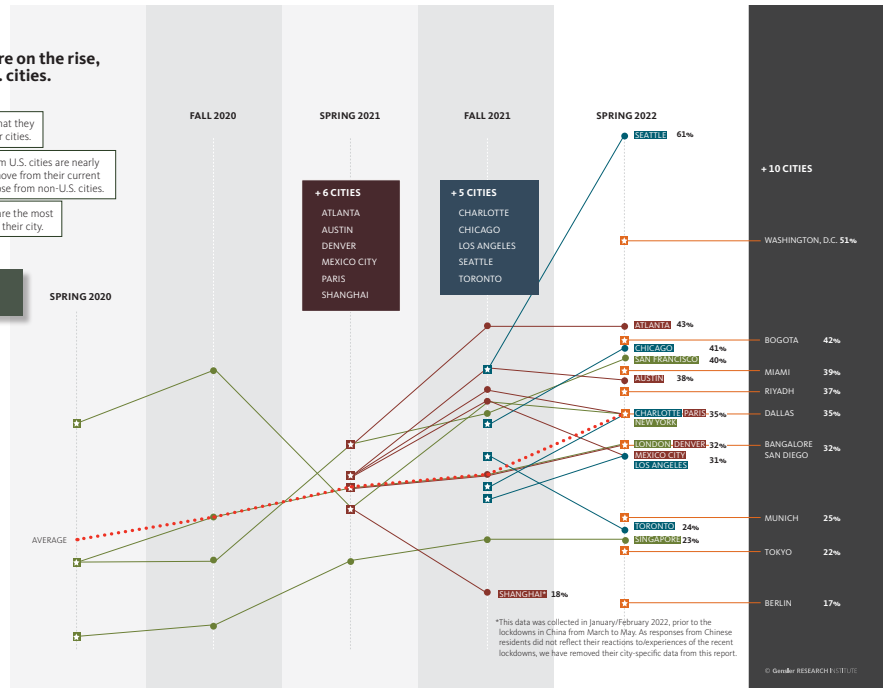 re on the rise,
. cities.
hat they
r cities.
m U.S. cities are nearly
ove from their current
ose from non-U.S. cities.
are the most
their city.
SPRING 2020
FALL 2020
SPRING 2021
FALL 2021
SPRING 2022
+ 6 CITIES
ATLANTA
AUSTIN
DENVER
MEXICO CITY
PARIS
SHANGHAI
+ 5 CITIES
CHARLOTTE
CHICAGO
LOS ANGELES
SEATTLE
TORONTO
+ 10 CITIES
AVERAGE
SEATTLE 61%
WASHINGTON, D.C. 51%
ATLANTA 43%
BOGOTA 42%
CHICAGO 41%
SAN FRANCISCO 40%
MIAMI 39%
AUSTIN 38%
RIYADH 37%
CHARLOTTE PARIS 35%
NEW YORK
DALLAS 35%
LONDON DENVER 32%
BANGALORE 32%
SAN DIEGO
MEXICO CITY 31%
LOS ANGELES
MUNICH 25%
TORONTO 24%
SINGAPORE 23%
TOKYO 22%
SHANGHAI* 18%
BERLIN 17%
*This data was collected in January/February 2022, prior to the
lockdowns in China from March to May. As responses from Chinese
residents did not reflect their reactions to/experiences of the recent
lockdowns, we have removed their city-specific data from this report.
© Gensler RESEARCH INSTITUTE